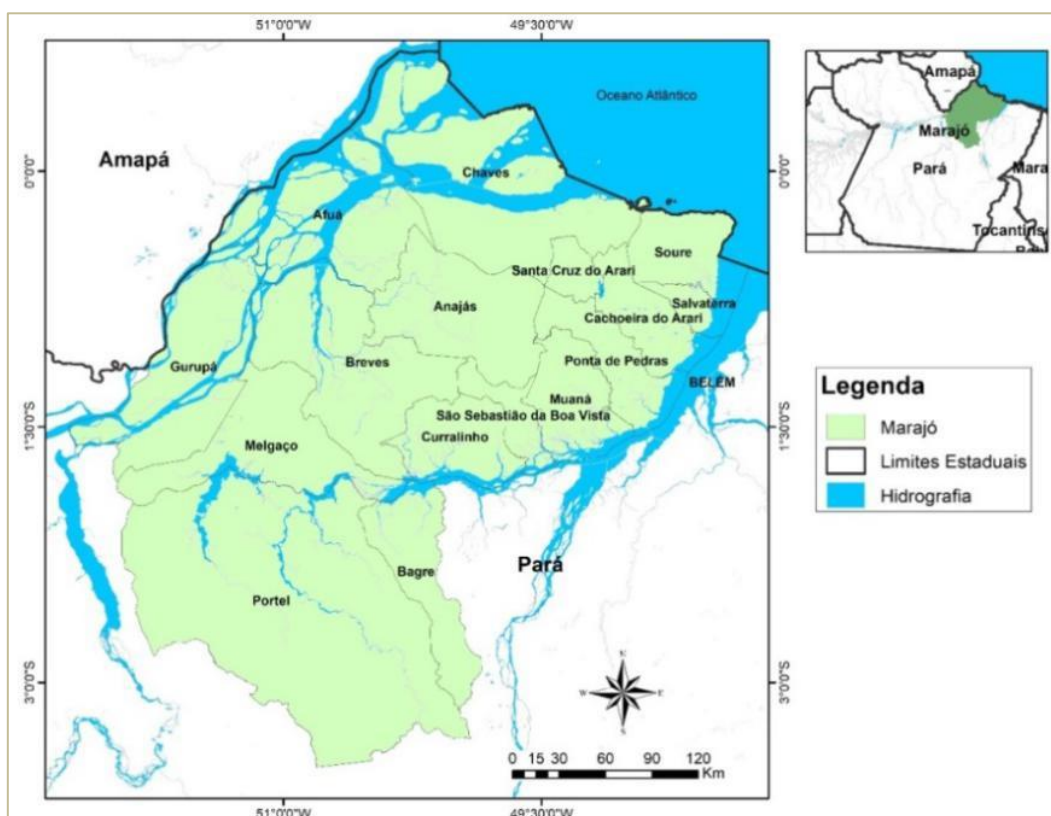 51°0'0"W
49°30'0"W
Oceano Atlântico
Amapá
Amapá
Marajó
Pará
Mara
Tocantins
0°0'0"
0°0'0"
Chaves
Afuá
Soure
Santa Cruz do Arari
Anajás
Salvaterra
Cachoeira do Arari
Gurupá
Breves
Ponta de Pedras
BELÉM
Muaná
São Sebastião da Boa Vista
Curralinho
Melgaço
1°30'0"S
1°30'0"S
Legenda
Marajó
Limites Estaduais
Hidrografia
Pará
Bagre
Portel
3°0'0"S
3°0'0"S
N
W
E
S
0 15 30 60 90 120
Km
51°0'0"W
49°30'0"W